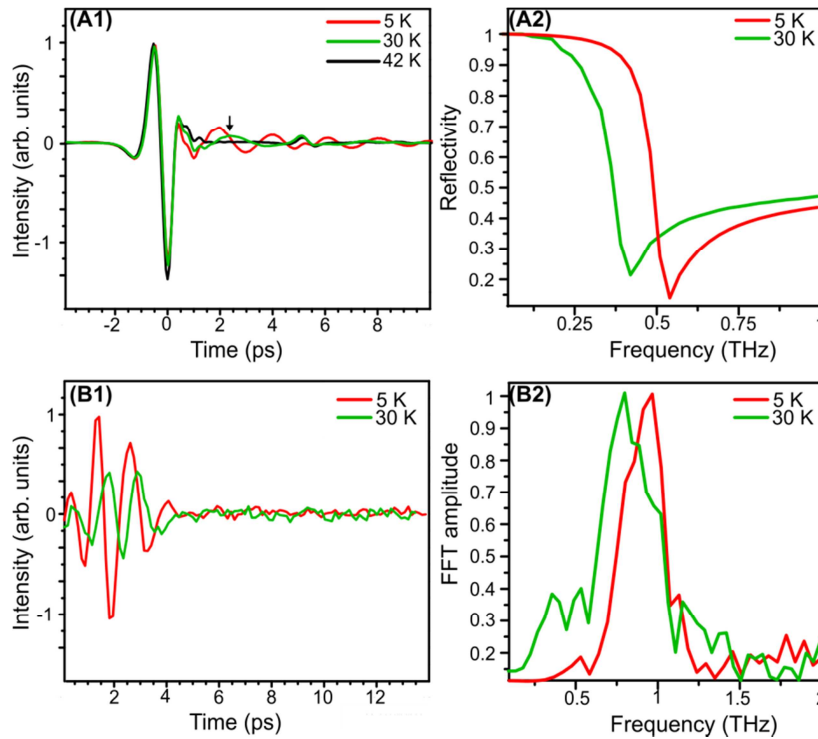 (A1)
5 K
30 K
42 K
1
0
-1
Intensity (arb. units)
-2
0
2
4
6
8
Time (ps)
(A2)
5 K
30 K
1
0.9
0.8
0.7
0.6
0.5
0.4
0.3
0.2
Reflectivity
0.25
0.5
0.75
1
Frequency (THz)
(B1)
5 K
30 K
1
0
-1
Intensity (arb. units)
2
4
6
8
10
12
Time (ps)
(B2)
5 K
30 K
1
0.9
0.8
0.7
0.6
0.5
0.4
0.3
0.2
FFT amplitude
0.5
1
1.5
2
Frequency (THz)